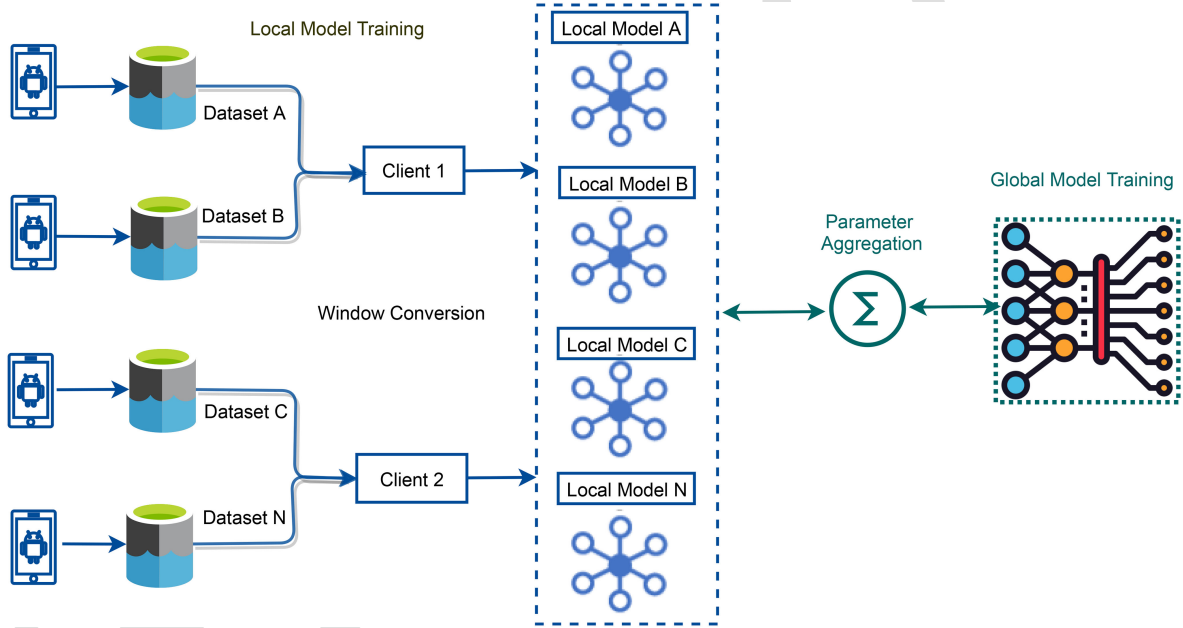 Local Model Training
Local Model A
Dataset A
Client 1
Local Model B
Dataset B
Global Model Training
Parameter
Aggregation
Σ
Window Conversion
Local Model C
Dataset C
Client 2
Local Model N
Dataset N